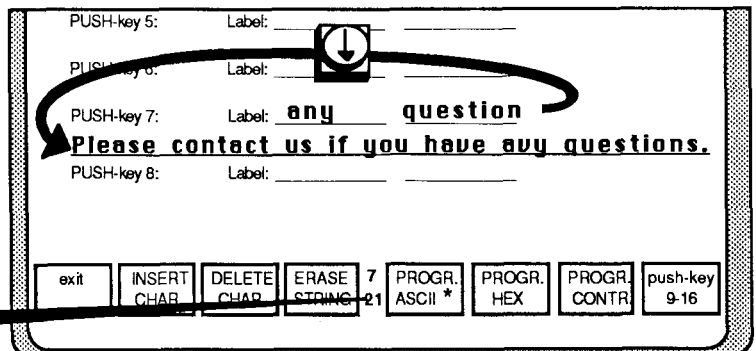 PUSH-key 5: Label:
PUSH-key 6: Label:
PUSH-key 7: Label: any question
Please contact us if you have avy questions.
PUSH-key 8: Label:
exit INSERT DELETE ERASE 7 PROGR. PROGR. PROGR. push-key
CHAR CHAR STRING 21 ASCII * HEX CONTR. 9-16